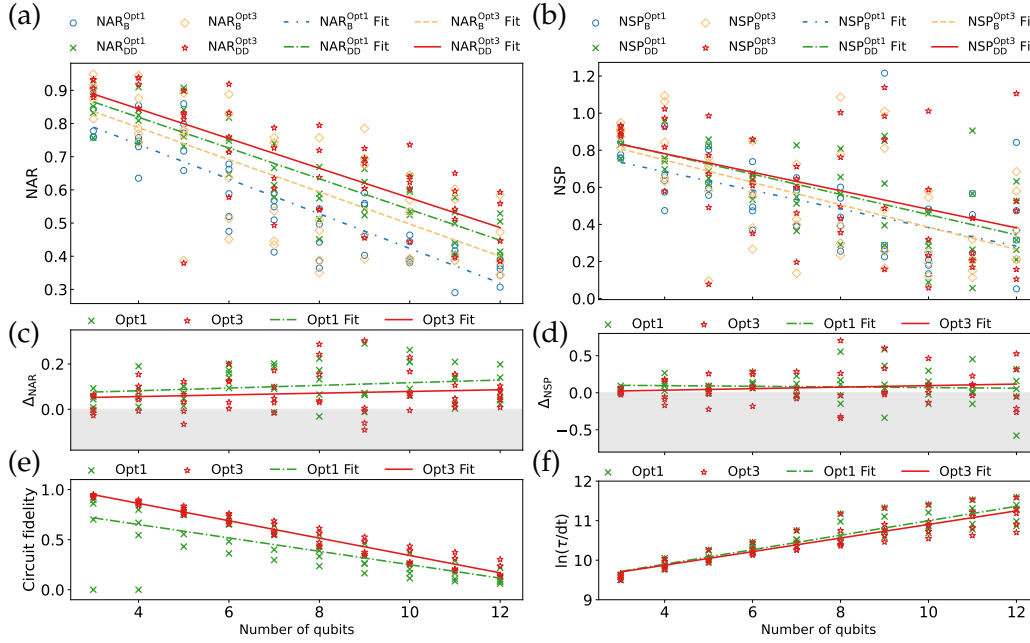 (a)
NAR_B^Opt1 NAR_B^Opt3 NAR_B^Opt1 Fit NAR_B^Opt3 Fit
NAR_DD^Opt1 NAR_DD^Opt3 NAR_DD^Opt1 Fit NAR_DD^Opt3 Fit
NAR
0.9
0.8
0.7
0.6
0.5
0.4
0.3
(b)
NSP_B^Opt1 NSP_B^Opt3 NSP_B^Opt1 Fit NSP_B^Opt3 Fit
NSP_DD^Opt1 NSP_DD^Opt3 NSP_DD^Opt1 Fit NSP_DD^Opt3 Fit
NSP
1.2
1.0
0.8
0.6
0.4
0.2
0.0
(c)
Opt1 Opt3 Opt1 Fit Opt3 Fit
Δ_NAR
0.2
0.0
(d)
Opt1 Opt3 Opt1 Fit Opt3 Fit
Δ_NSP
0.5
0.0
−0.5
(e)
Opt1 Opt3 Opt1 Fit Opt3 Fit
Circuit fidelity
1.0
0.5
0.0
4 6 8 10 12
Number of qubits
(f)
Opt1 Opt3 Opt1 Fit Opt3 Fit
ln(τ/dt)
12
11
10
9
4 6 8 10 12
Number of qubits